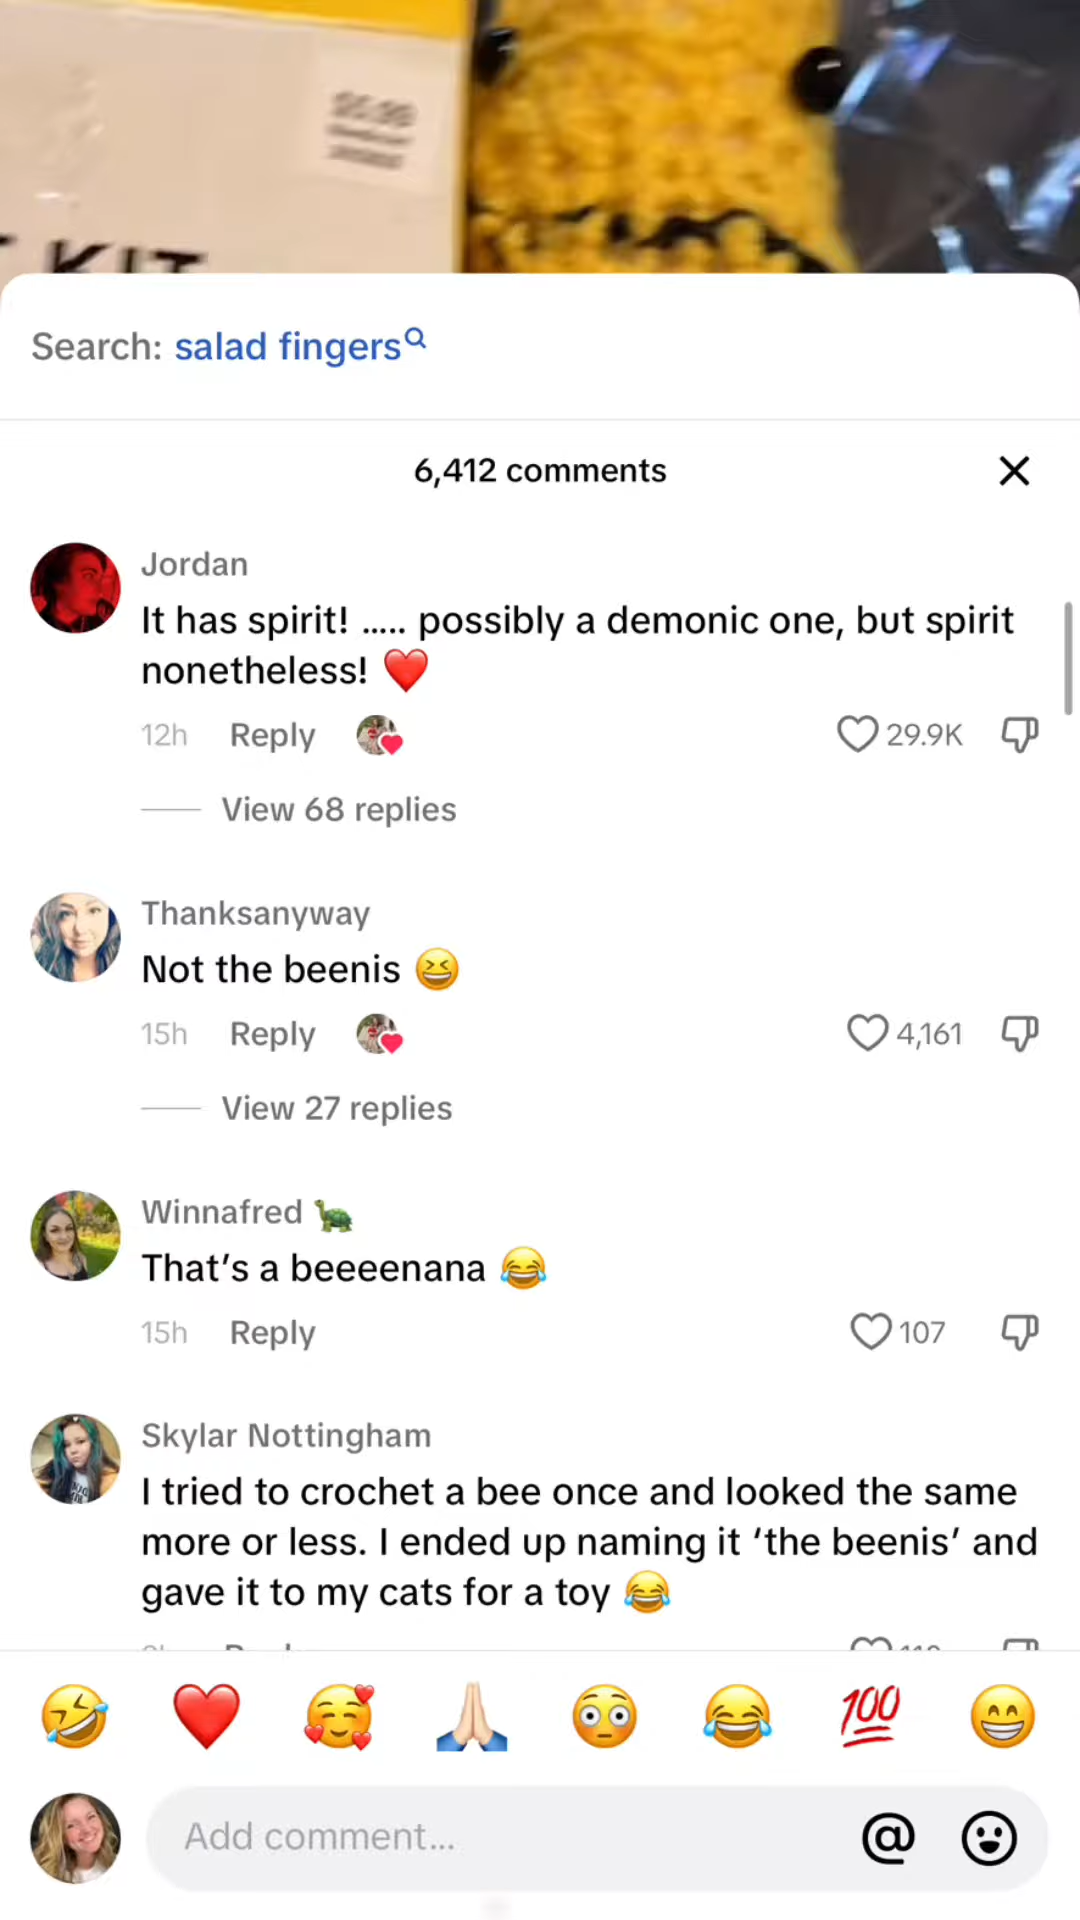 KIT
Search: salad fingers
6,412 comments
Jordan
It has spirit! ..... possibly a demonic one, but spirit
nonetheless! ❤️
12h Reply 29.9K
View 68 replies
Thanksanyway
Not the beenis 😆
15h Reply 4,161
View 27 replies
Winnafred 🐢
That's a beeeenana 😂
15h Reply 107
Skylar Nottingham
I tried to crochet a bee once and looked the same
more or less. I ended up naming it 'the beenis' and
gave it to my cats for a toy 😂
🤣 ❤️ 🥰 🙏🏻 😳 😂 💯 😁
Add comment... @